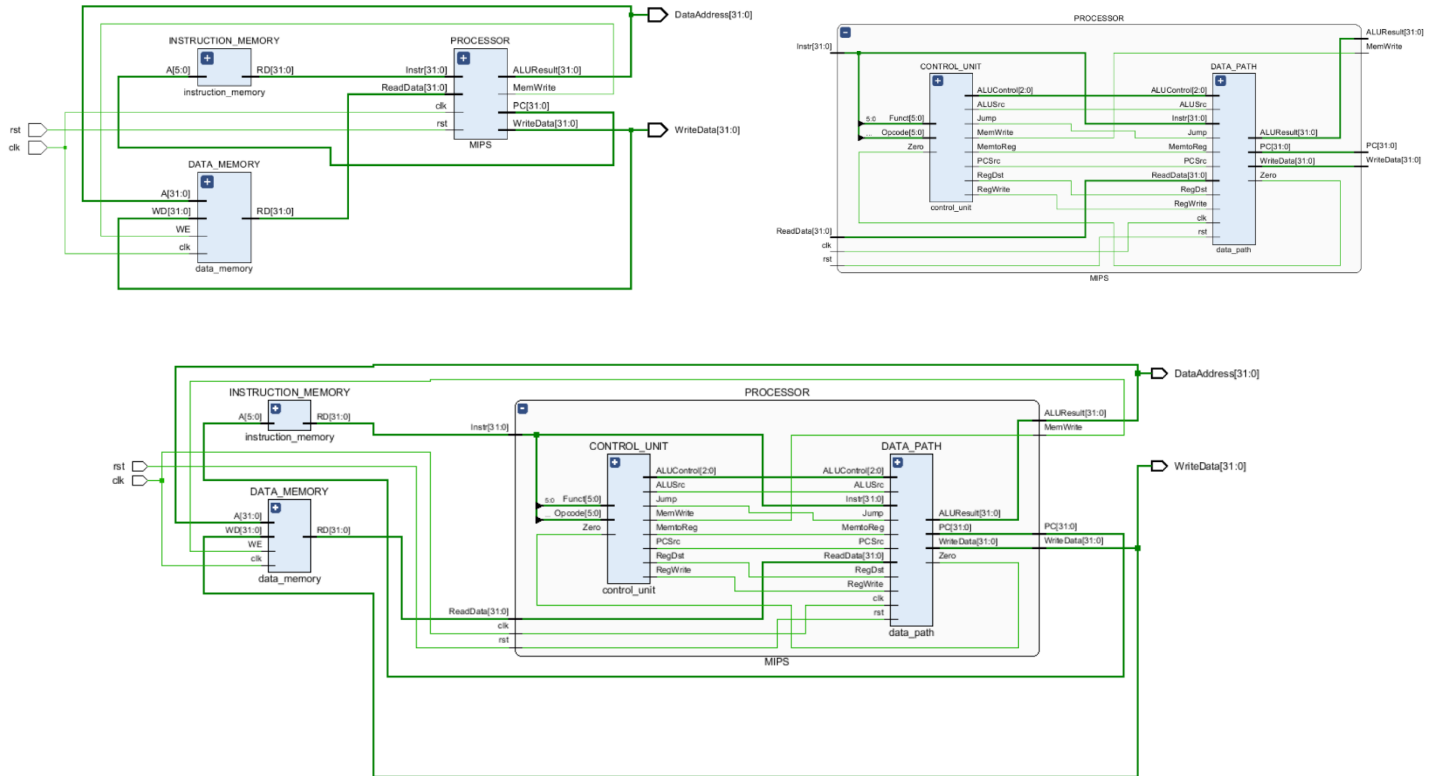 DataAddress[31:0]
INSTRUCTION_MEMORY
PROCESSOR
A[5:0]
RD[31:0]
instruction_memory
Instr[31:0]
ALUResult[31:0]
ReadData[31:0]
MemWrite
clk
PC[31:0]
rst
WriteData[31:0]
MIPS
WriteData[31:0]
rst
clk
DATA_MEMORY
A[31:0]
WD[31:0]
RD[31:0]
WE
clk
data_memory
PROCESSOR
Instr[31:0]
ALUResult[31:0]
MemWrite
CONTROL_UNIT
DATA_PATH
ALUControl[2:0]
ALUControl[2:0]
ALUSrc
ALUSrc
5:0
Funct[5:0]
Jump
Instr[31:0]
...
Opcode[5:0]
MemWrite
Jump
ALUResult[31:0]
Zero
MemtoReg
MemtoReg
PC[31:0]
PC[31:0]
PCSrc
PCSrc
WriteData[31:0]
WriteData[31:0]
RegDst
ReadData[31:0]
Zero
RegWrite
RegDst
control_unit
RegWrite
clk
rst
data_path
ReadData[31:0]
clk
rst
MIPS
DataAddress[31:0]
INSTRUCTION_MEMORY
PROCESSOR
A[5:0]
RD[31:0]
instruction_memory
Instr[31:0]
ALUResult[31:0]
MemWrite
CONTROL_UNIT
DATA_PATH
rst
clk
WriteData[31:0]
DATA_MEMORY
A[31:0]
WD[31:0]
RD[31:0]
WE
clk
data_memory
ALUControl[2:0]
ALUControl[2:0]
ALUSrc
ALUSrc
5:0
Funct[5:0]
Jump
Instr[31:0]
...
Opcode[5:0]
MemWrite
Jump
ALUResult[31:0]
Zero
MemtoReg
MemtoReg
PC[31:0]
PC[31:0]
PCSrc
PCSrc
WriteData[31:0]
WriteData[31:0]
RegDst
ReadData[31:0]
Zero
RegWrite
RegDst
control_unit
RegWrite
clk
rst
data_path
ReadData[31:0]
clk
rst
MIPS